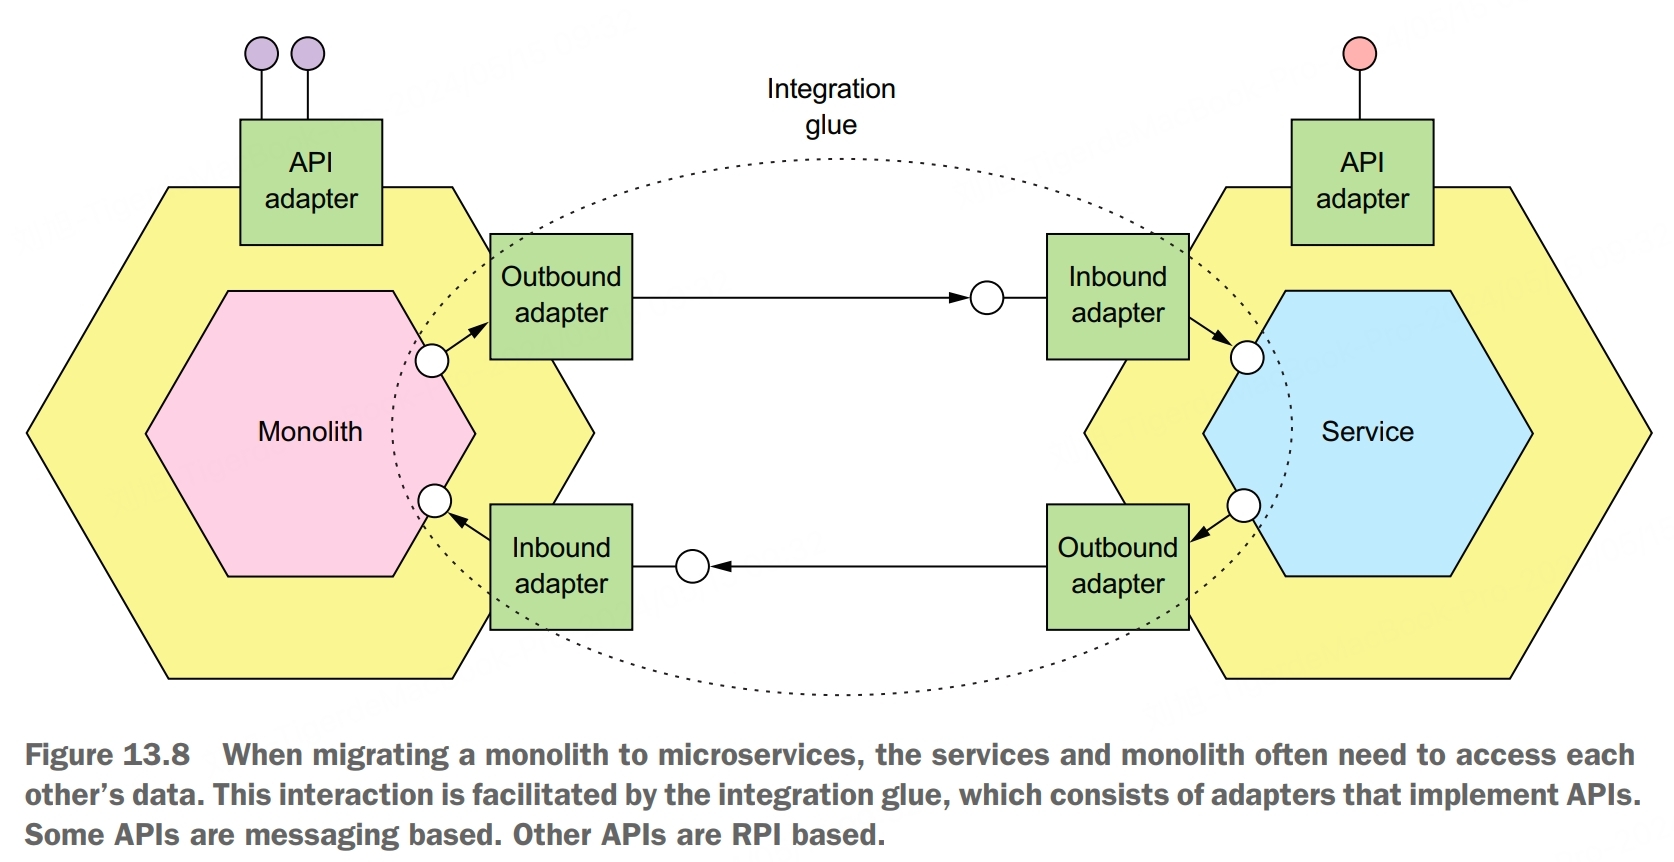 Integration
glue
API
adapter
API
adapter
Outbound
adapter
Inbound
adapter
Monolith
Service
Inbound
adapter
Outbound
adapter
Figure 13.8 When migrating a monolith to microservices, the services and monolith often need to access each
other’s data. This interaction is facilitated by the integration glue, which consists of adapters that implement APIs.
Some APIs are messaging based. Other APIs are RPI based.